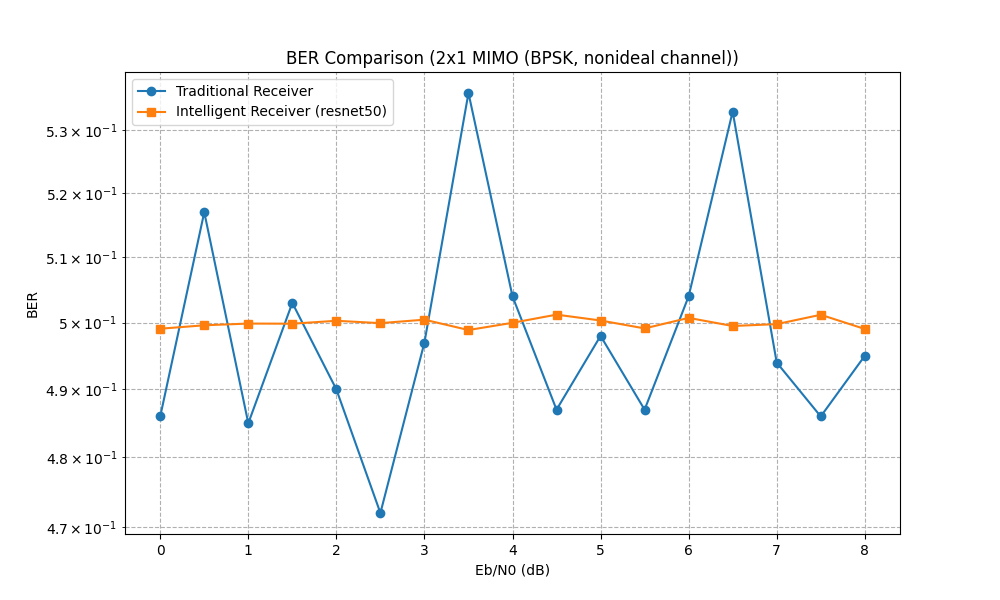 BER Comparison (2x1 MIMO (BPSK, nonideal channel))
Traditional Receiver
Intelligent Receiver (resnet50)
5.3 × 10⁻¹
5.2 × 10⁻¹
5.1 × 10⁻¹
5 × 10⁻¹
4.9 × 10⁻¹
4.8 × 10⁻¹
4.7 × 10⁻¹
BER
0 1 2 3 4 5 6 7 8
Eb/N0 (dB)